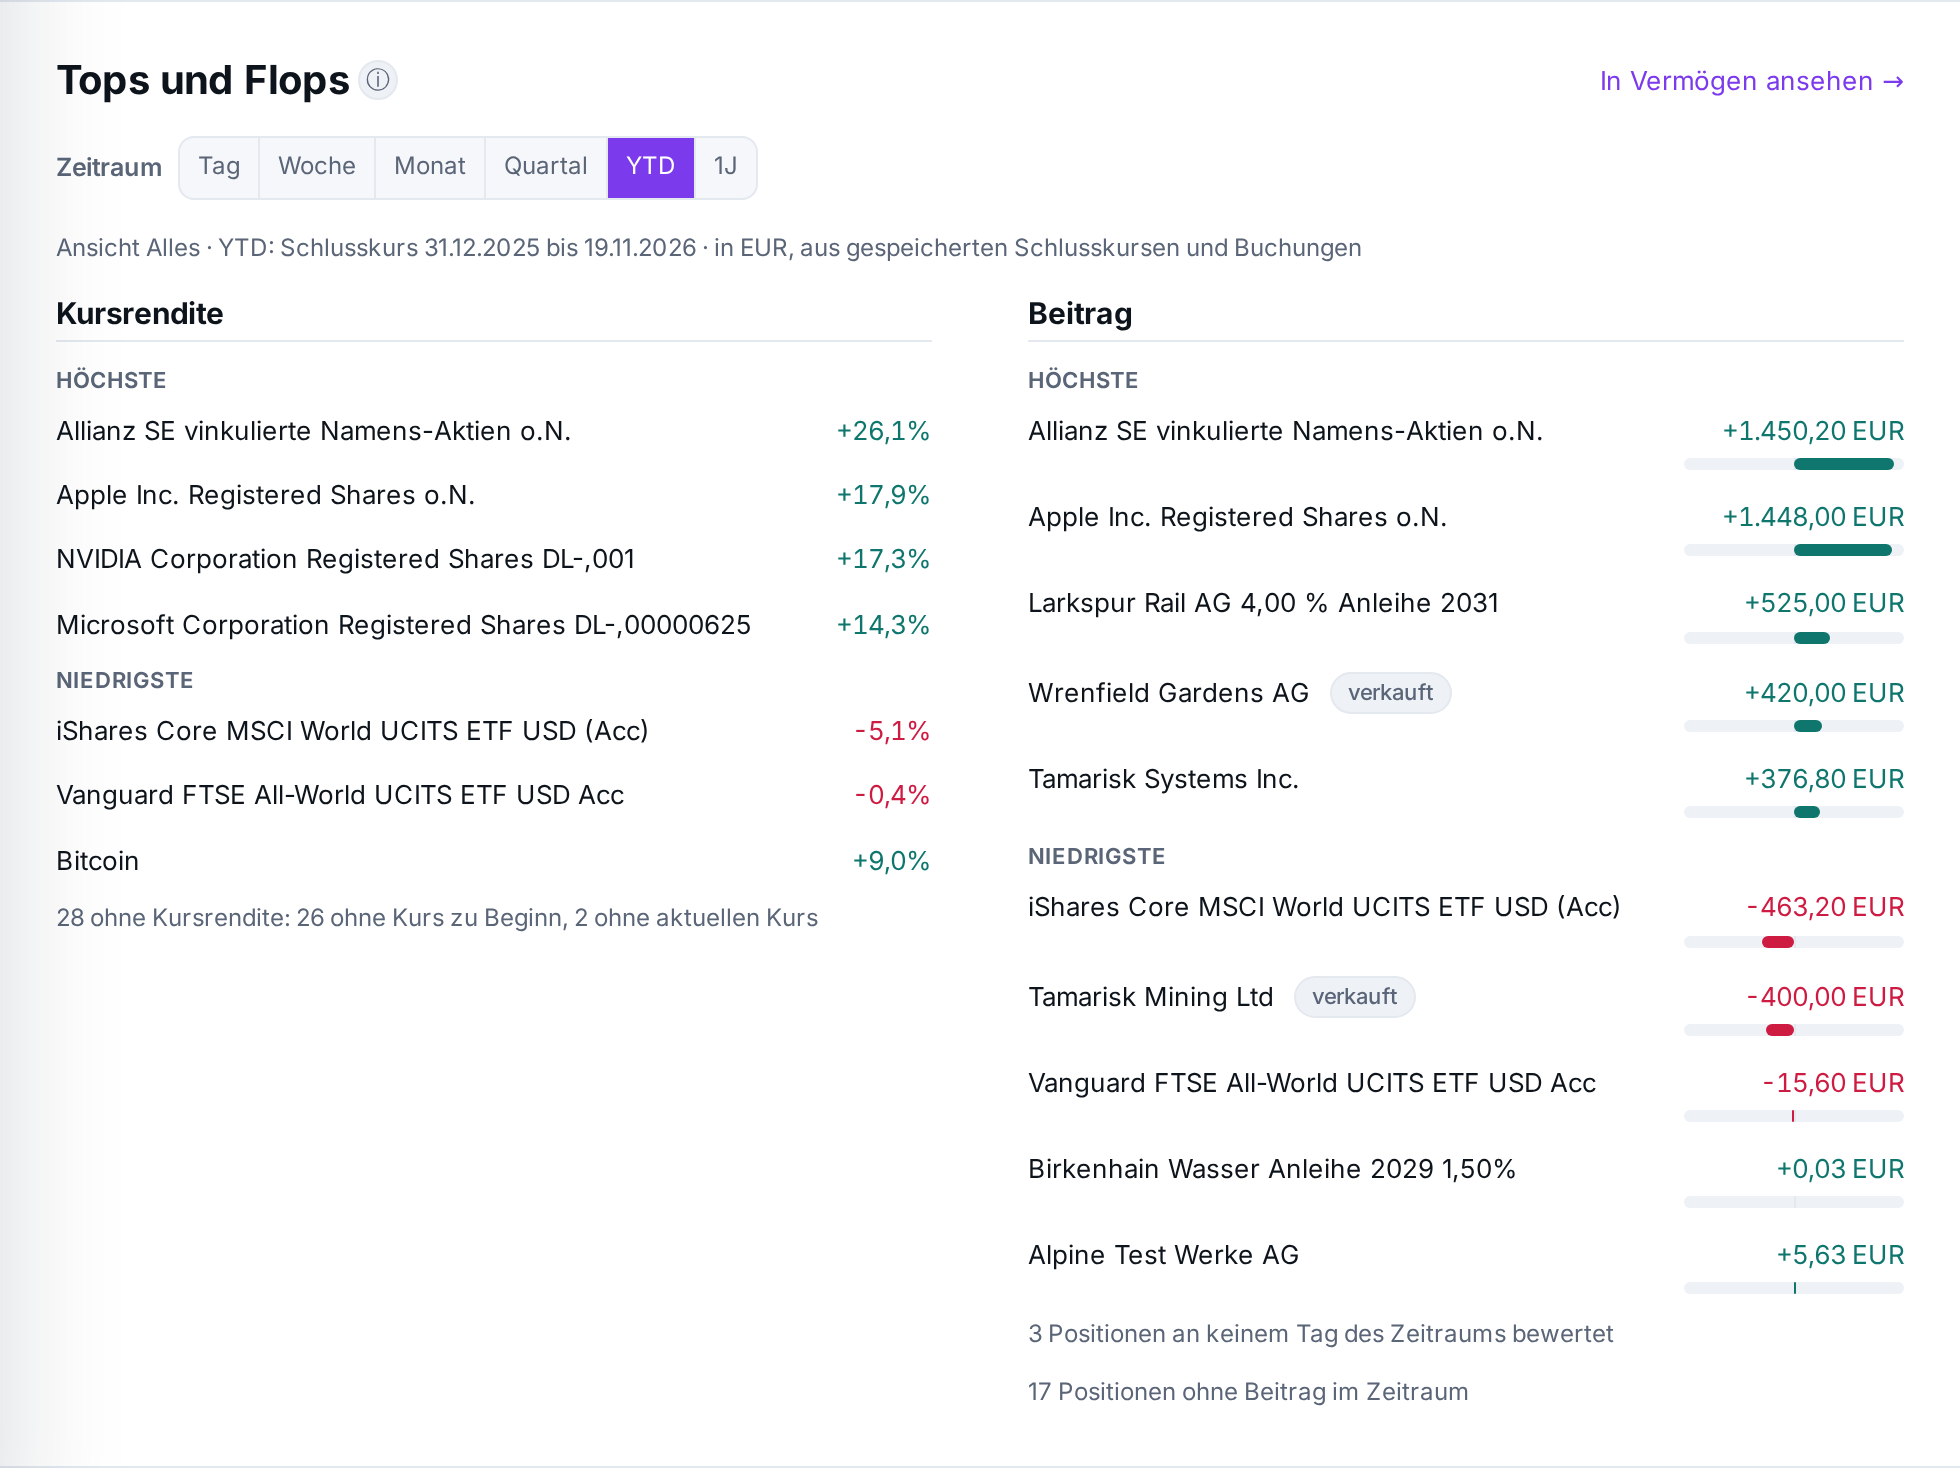 Tops und Flops ⓘ
In Vermögen ansehen →
Zeitraum Tag Woche Monat Quartal YTD 1J
Ansicht Alles · YTD: Schlusskurs 31.12.2025 bis 19.11.2026 · in EUR, aus gespeicherten Schlusskursen und Buchungen
Kursrendite
HÖCHSTE
Allianz SE vinkulierte Namens-Aktien o.N. +26,1%
Apple Inc. Registered Shares o.N. +17,9%
NVIDIA Corporation Registered Shares DL-,001 +17,3%
Microsoft Corporation Registered Shares DL-,00000625 +14,3%
NIEDRIGSTE
iShares Core MSCI World UCITS ETF USD (Acc) -5,1%
Vanguard FTSE All-World UCITS ETF USD Acc -0,4%
Bitcoin +9,0%
28 ohne Kursrendite: 26 ohne Kurs zu Beginn, 2 ohne aktuellen Kurs
Beitrag
HÖCHSTE
Allianz SE vinkulierte Namens-Aktien o.N. +1.450,20 EUR
Apple Inc. Registered Shares o.N. +1.448,00 EUR
Larkspur Rail AG 4,00 % Anleihe 2031 +525,00 EUR
Wrenfield Gardens AG verkauft +420,00 EUR
Tamarisk Systems Inc. +376,80 EUR
NIEDRIGSTE
iShares Core MSCI World UCITS ETF USD (Acc) -463,20 EUR
Tamarisk Mining Ltd verkauft -400,00 EUR
Vanguard FTSE All-World UCITS ETF USD Acc -15,60 EUR
Birkenhain Wasser Anleihe 2029 1,50% +0,03 EUR
Alpine Test Werke AG +5,63 EUR
3 Positionen an keinem Tag des Zeitraums bewertet
17 Positionen ohne Beitrag im Zeitraum